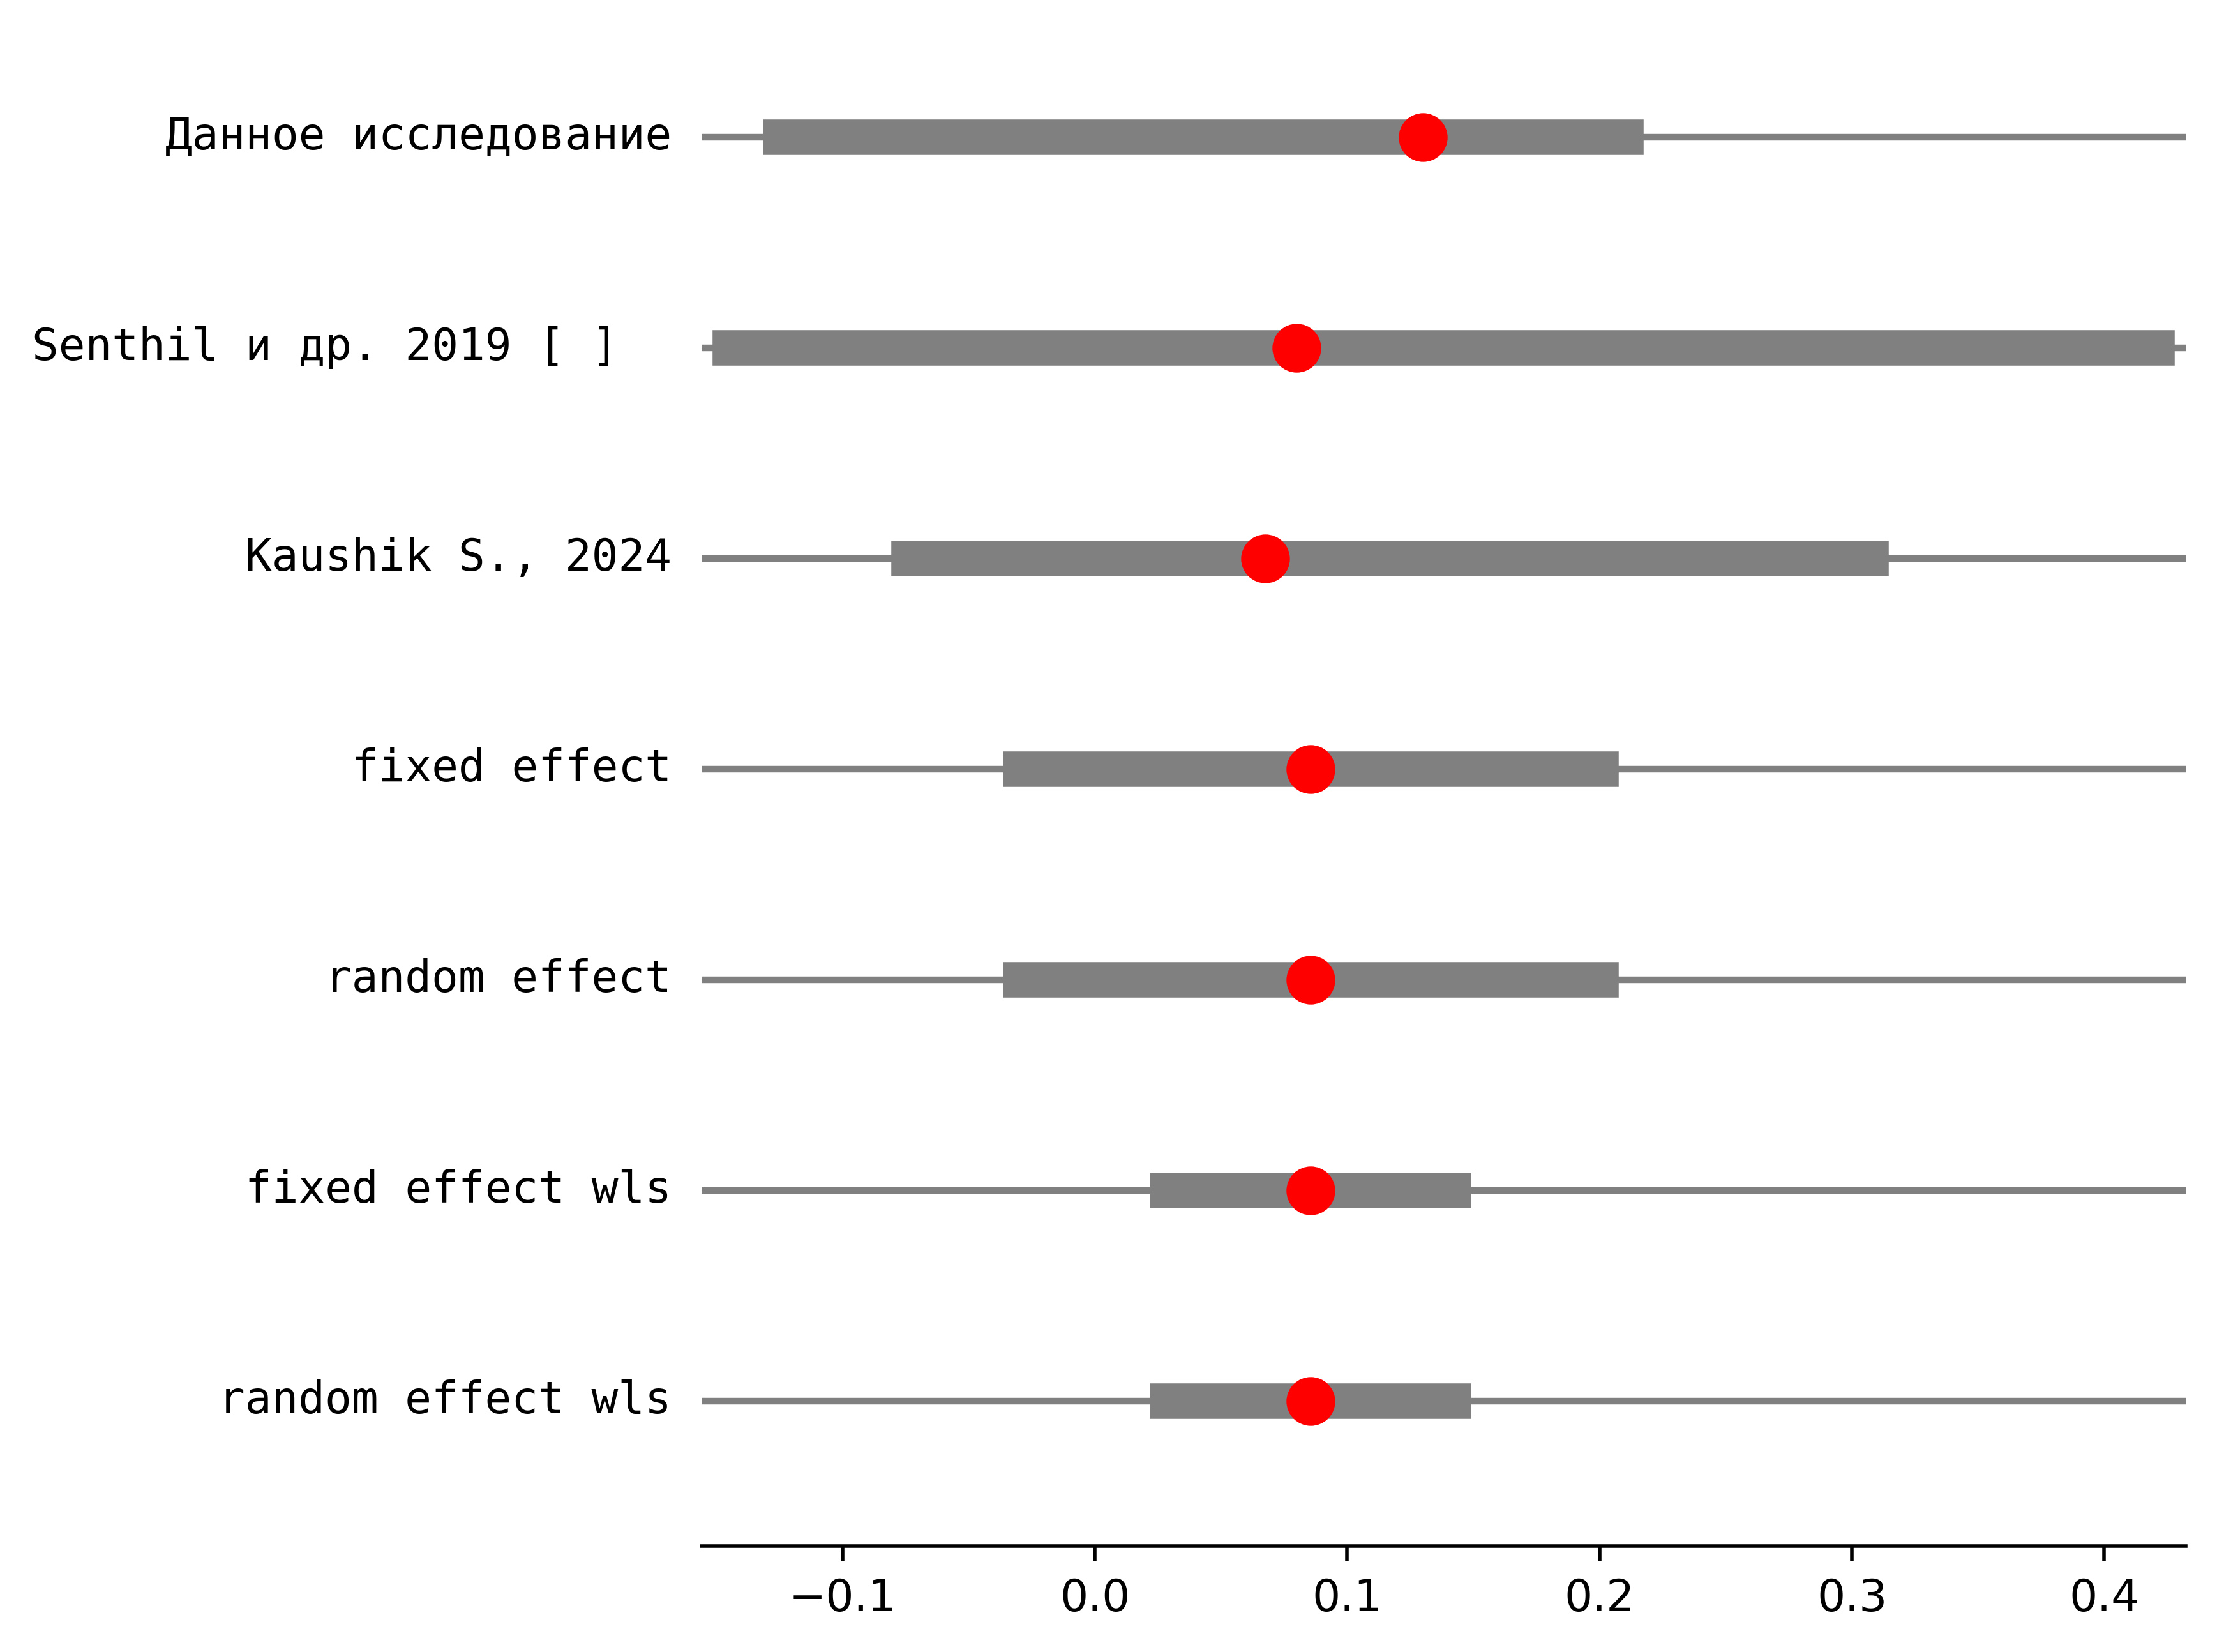 Данное исследование
Senthil и др. 2019 [ ]
Kaushik S., 2024
fixed effect
random effect
fixed effect wls
random effect wls
−0.1 0.0 0.1 0.2 0.3 0.4